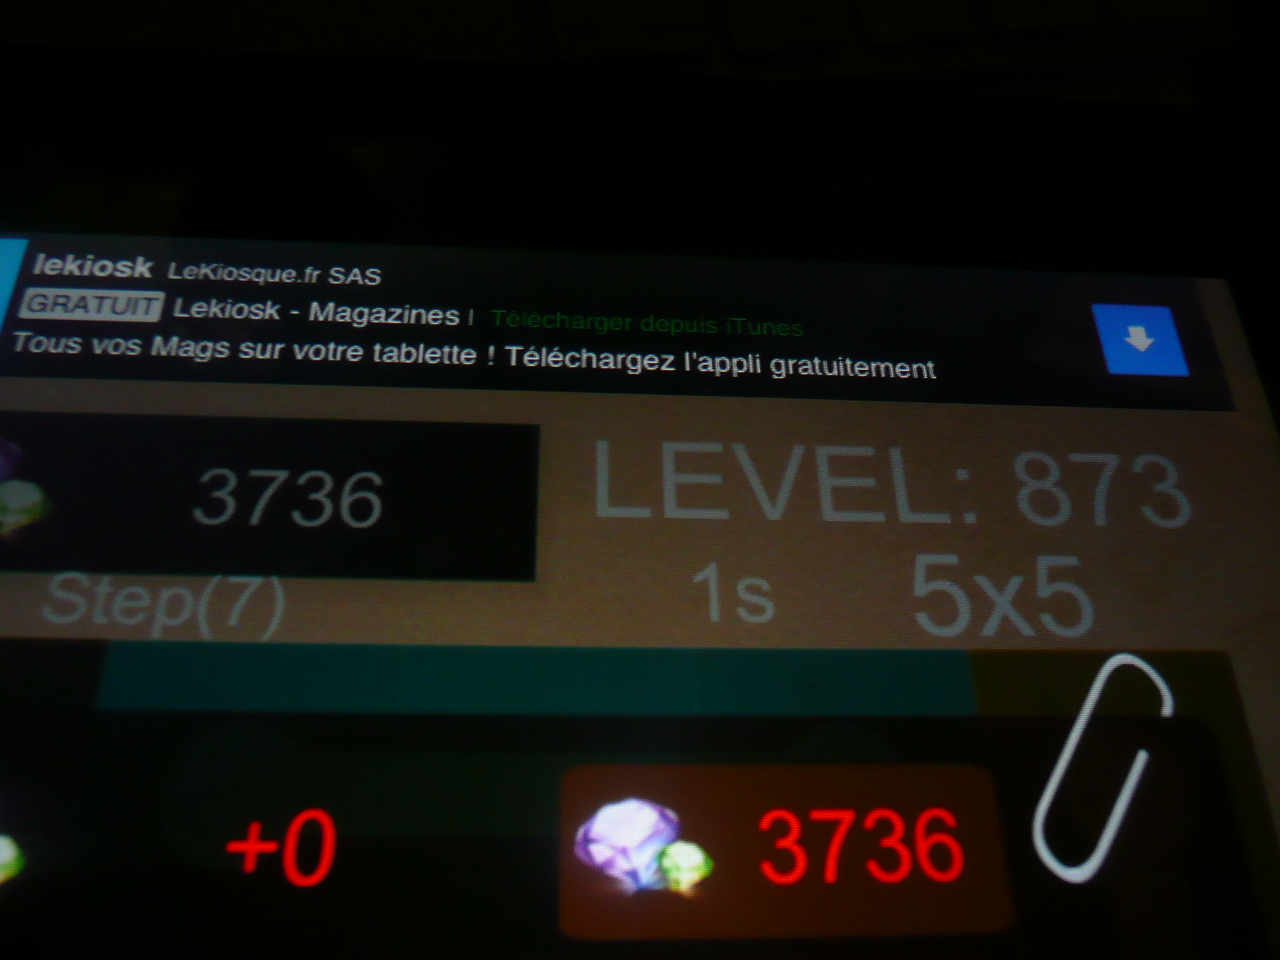 lekiosk LeKiosque.fr SAS
GRATUIT Lekiosk - Magazines | Télécharger depuis iTunes
Tous vos Mags sur votre tablette ! Téléchargez l'appli gratuitement
3736
LEVEL: 873
Step(7)
1s
5x5
+0
3736